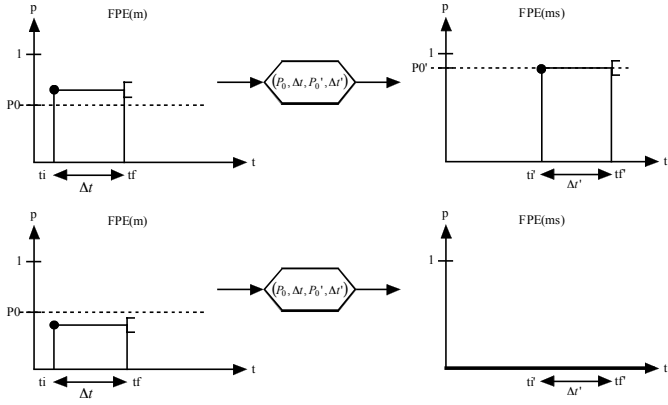 p
FPE(m)
1
P0
ti
tf
t
Δt
(P₀, Δt, P₀', Δt')
p
FPE(ms)
1
P0'
t
ti'
tf'
Δt'
p
FPE(m)
1
P0
ti
tf
t
Δt
(P₀, Δt, P₀', Δt')
p
FPE(ms)
1
t
ti'
tf'
Δt'